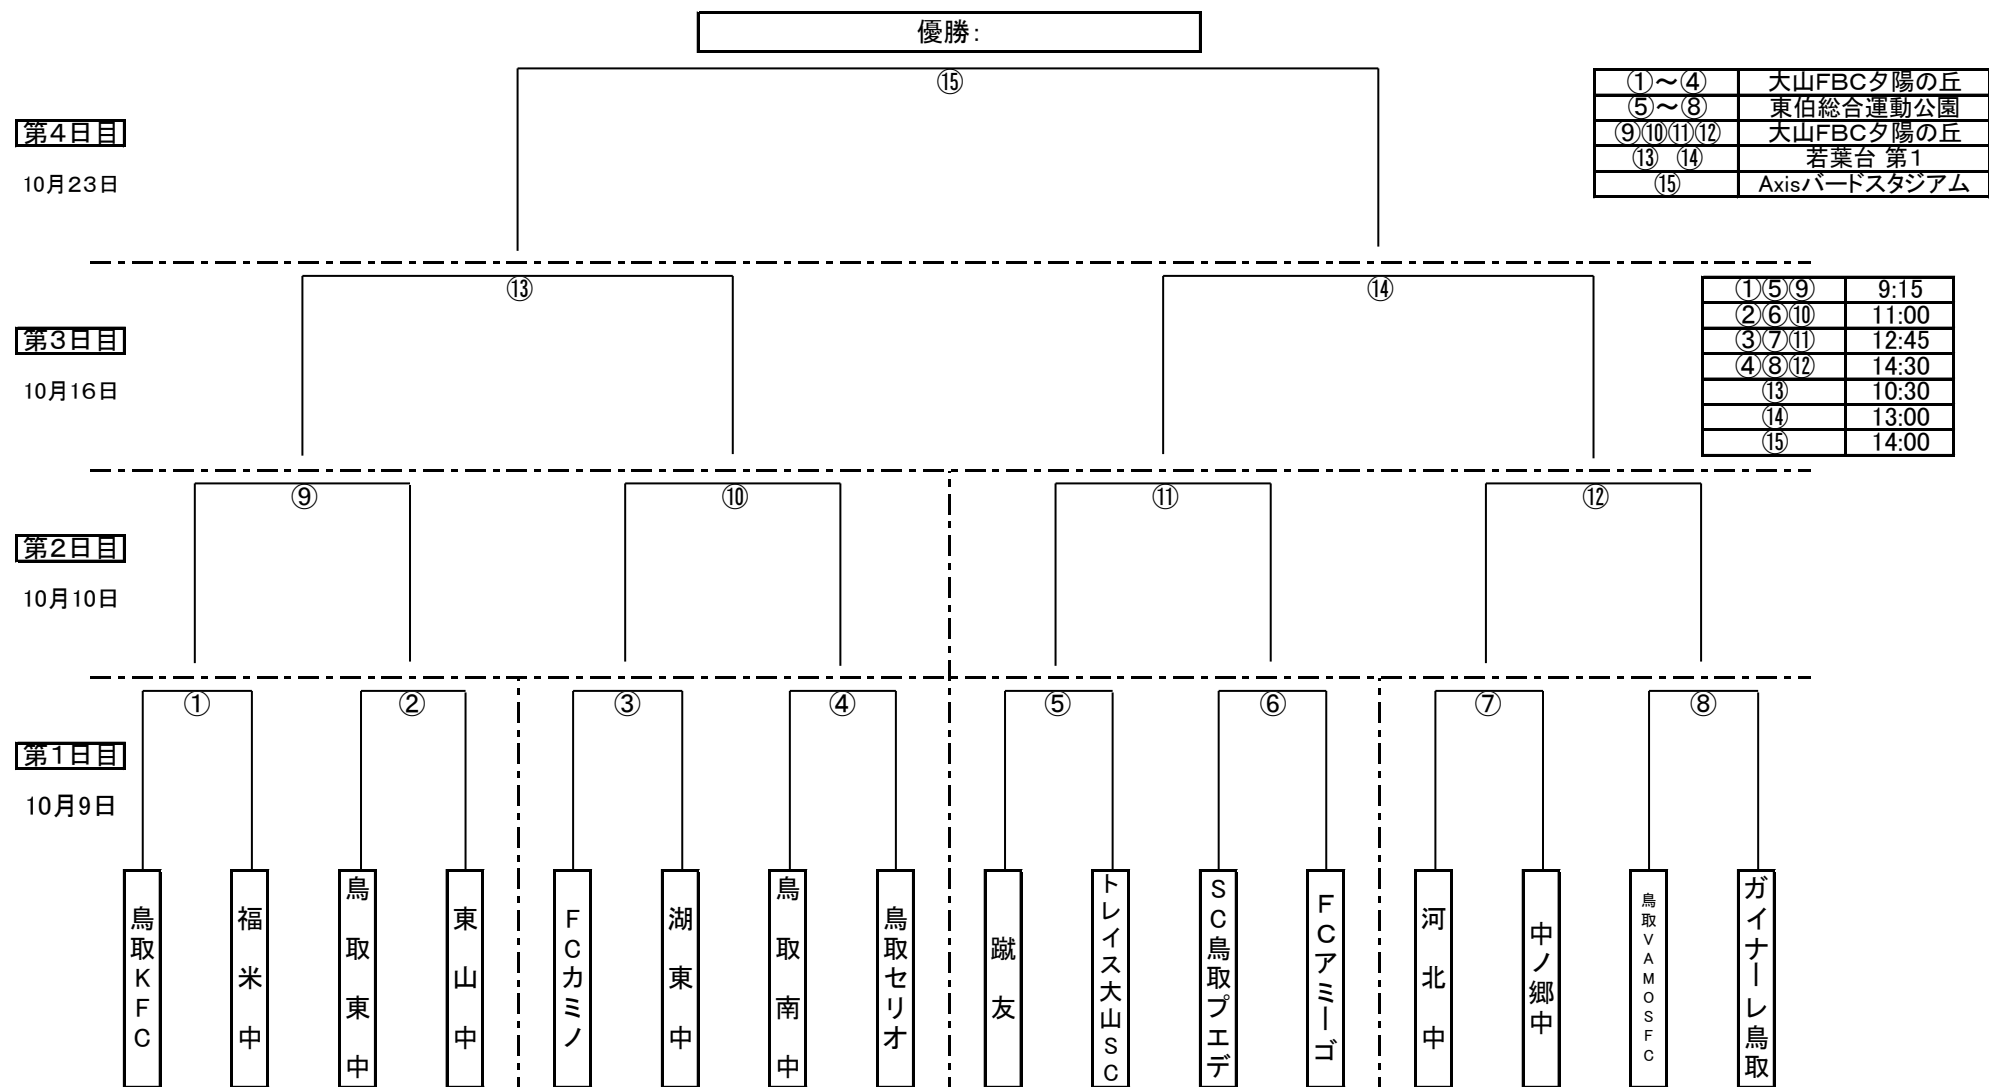 優勝:
⑮
①～④ 大山FBC夕陽の丘
⑤～⑧ 東伯総合運動公園
⑨⑩⑪⑫ 大山FBC夕陽の丘
⑬ ⑭ 若葉台 第1
⑮ Axisバードスタジアム
第4日目
10月23日
⑬ ⑭
①⑤⑨ 9:15
②⑥⑩ 11:00
③⑦⑪ 12:45
④⑧⑫ 14:30
⑬ 10:30
⑭ 13:00
⑮ 14:00
第3日目
10月16日
⑨ ⑩ ⑪ ⑫
第2日目
10月10日
① ② ③ ④ ⑤ ⑥ ⑦ ⑧
第1日目
10月9日
鳥取KFC
福米中
鳥取東中
東山中
FCカミノ
湖東中
鳥取南中
鳥取セリオ
蹴友
トレイス大山SC
SC鳥取プエデ
FCアミーゴ
河北中
中ノ郷中
鳥取VAMOSFC
ガイナーレ鳥取